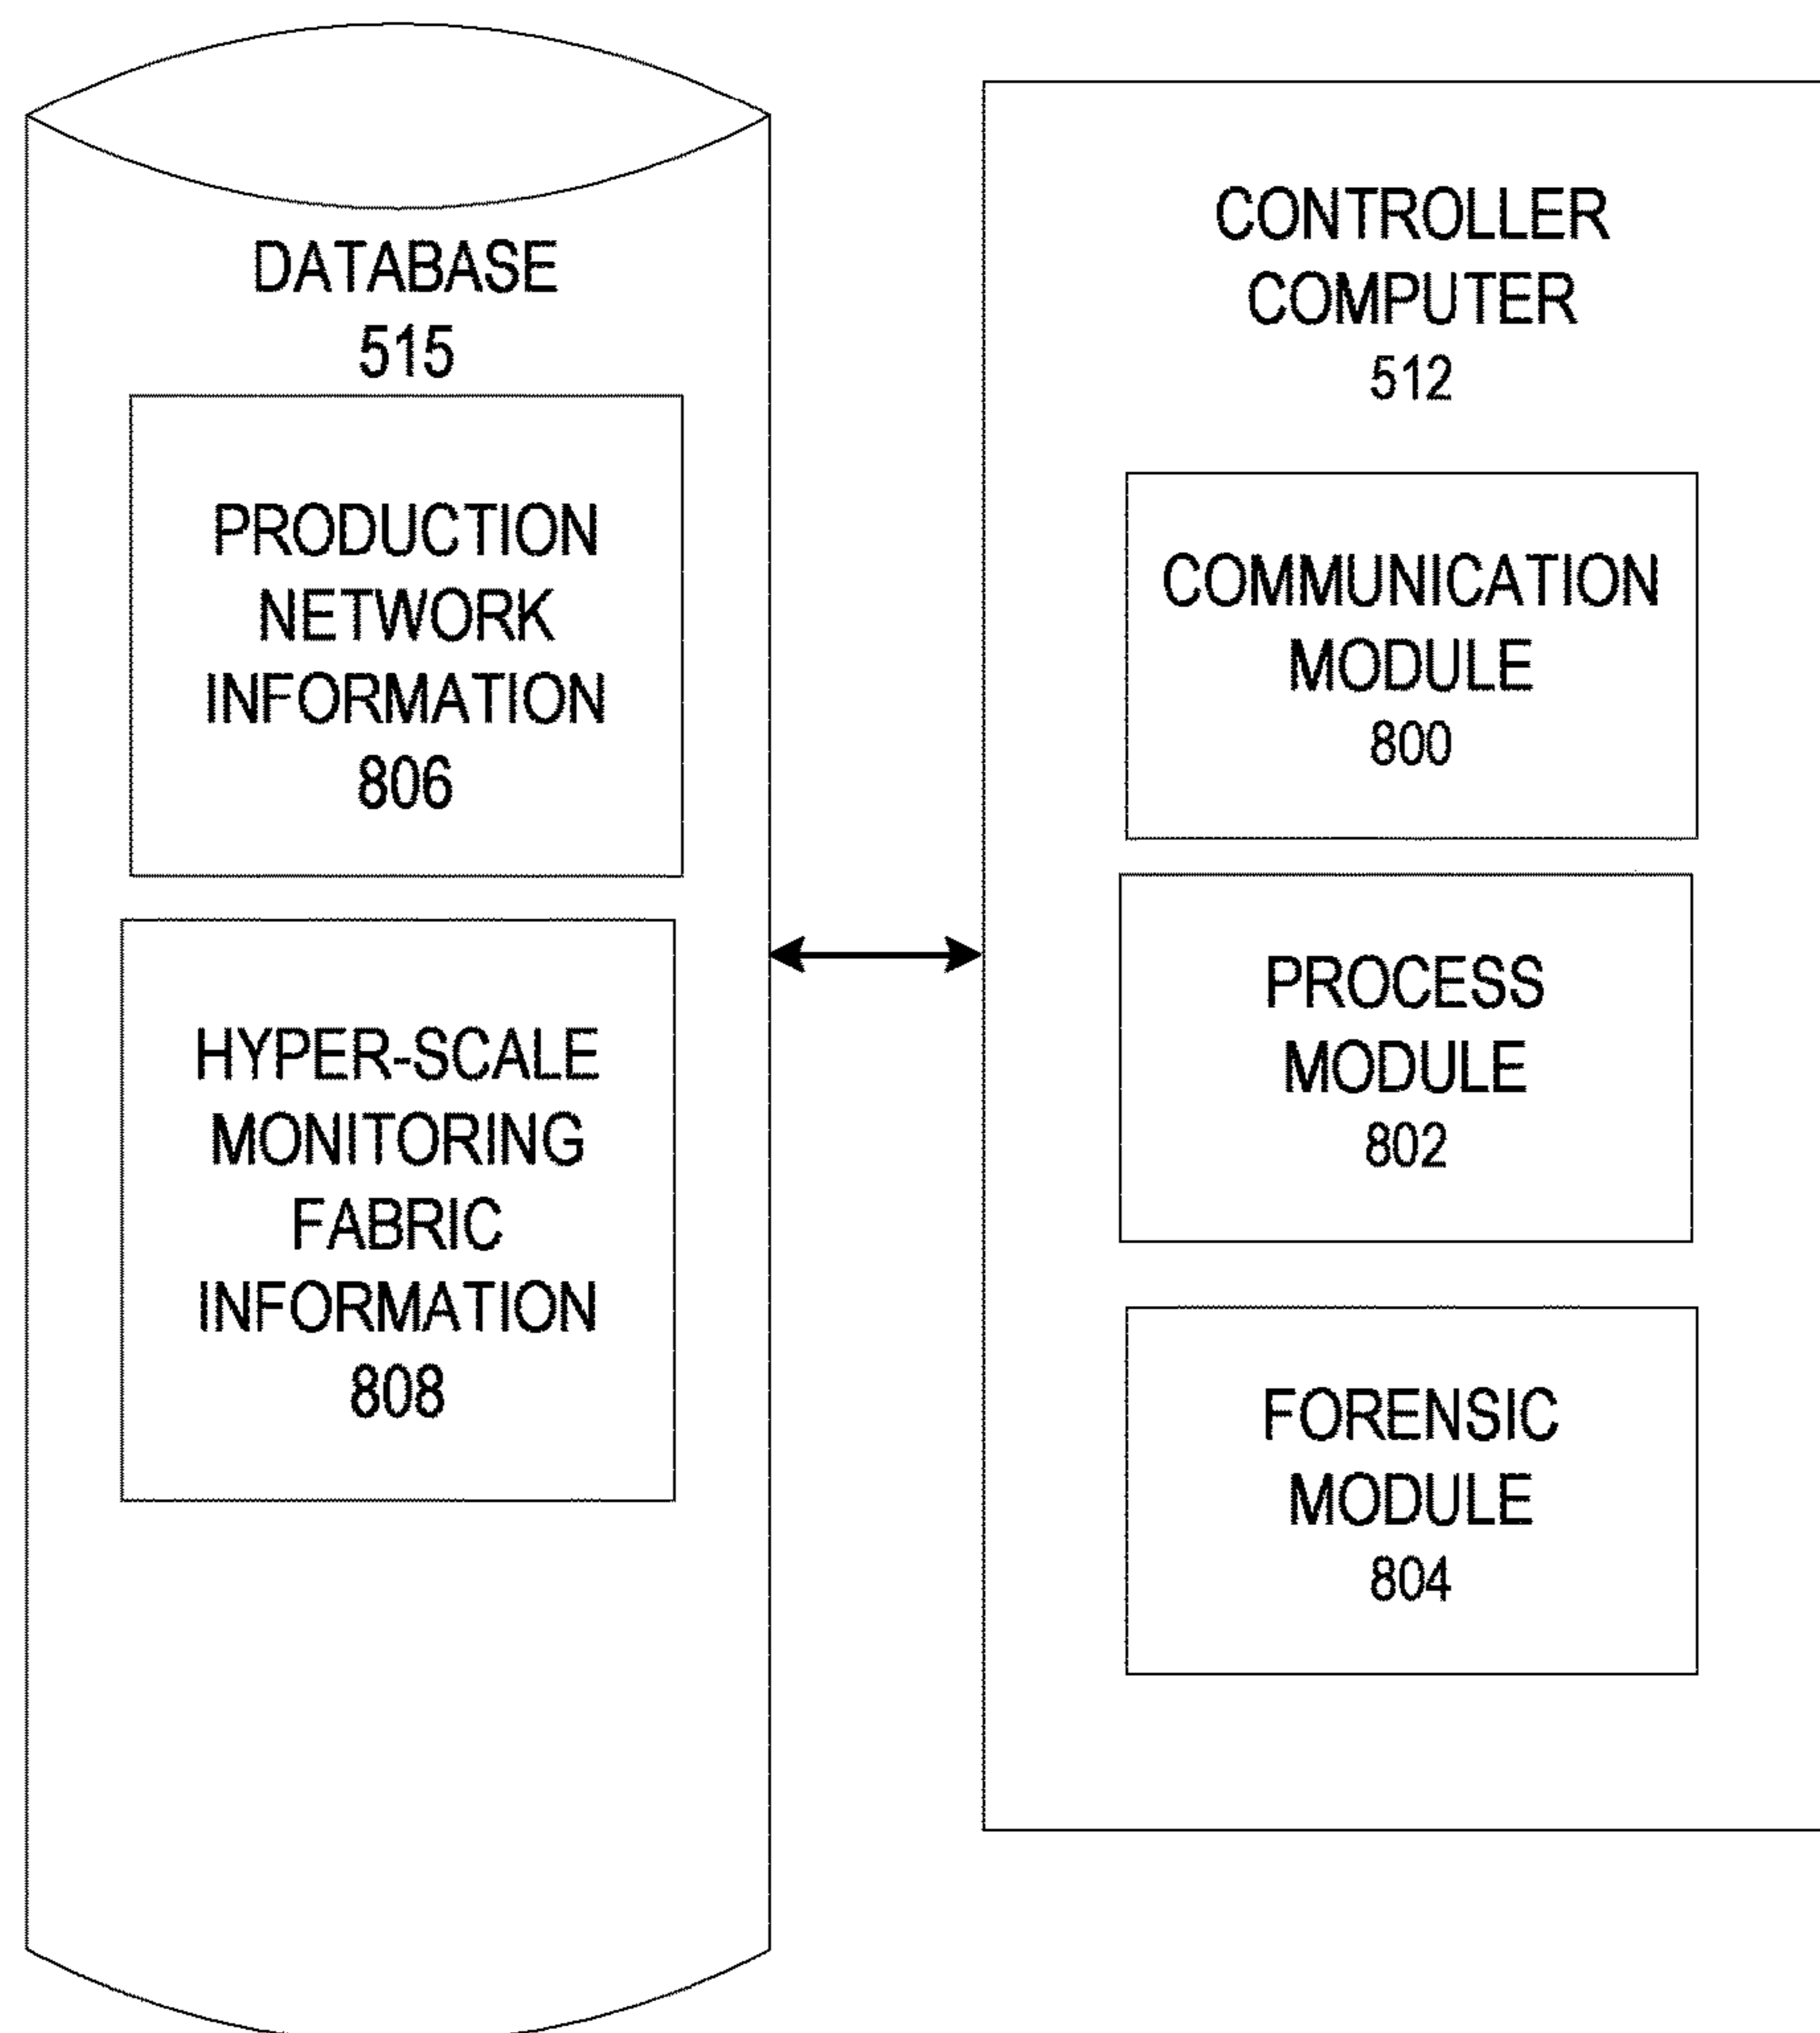 DATABASE
515
PRODUCTION
NETWORK
INFORMATION
806
HYPER-SCALE
MONITORING
FABRIC
INFORMATION
808
CONTROLLER
COMPUTER
512
COMMUNICATION
MODULE
800
PROCESS
MODULE
802
FORENSIC
MODULE
804